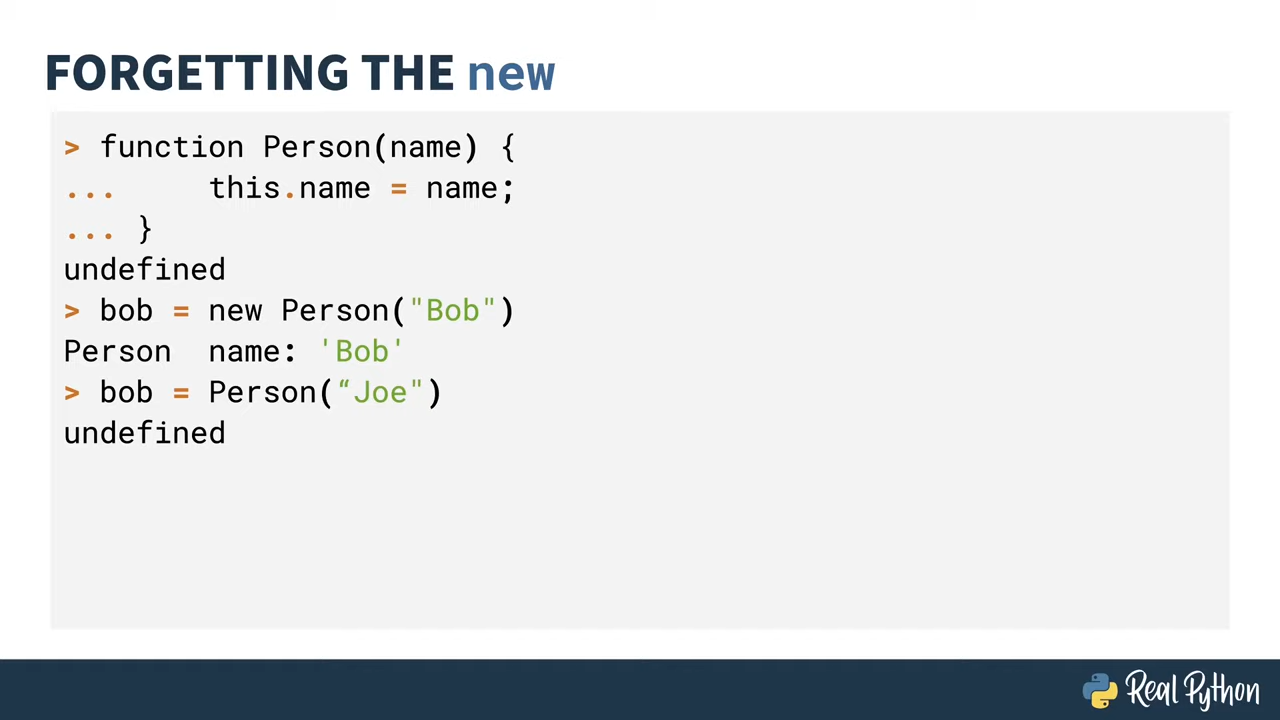 FORGETTING THE new
> function Person(name) {
...     this.name = name;
... }
undefined
> bob = new Person("Bob")
Person  name: 'Bob'
> bob = Person(“Joe")
undefined
Real Python